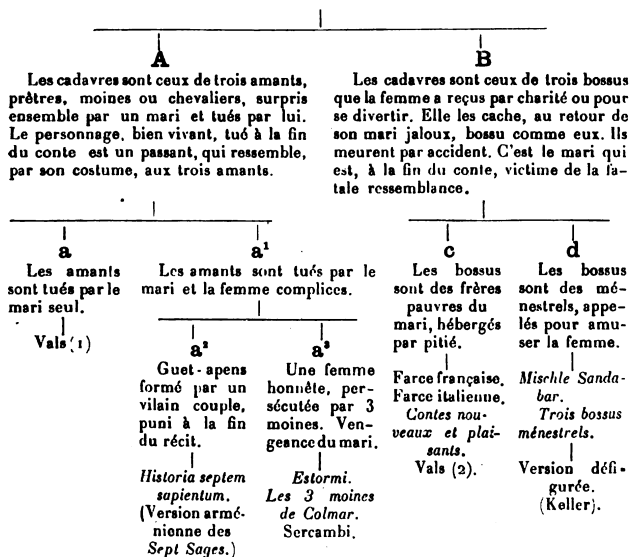 A
Les cadavres sont ceux de trois amants,
prêtres, moines ou chevaliers, surpris
ensemble par un mari et tués par lui.
Le personnage, bien vivant, tué à la fin
du conte est un passant, qui ressemble,
par son costume, aux trois amants.
B
Les cadavres sont ceux de trois bossus
que la femme a reçus par charité ou pour
se divertir. Elle les cache, au retour de
son mari jaloux, bossu comme eux. Ils
meurent par accident. C'est le mari qui
est, à la fin du conte, victime de la fa-
tale ressemblance.
a
Les amants
sont tués par le
mari seul.
Vals (1)
a¹
Les amants sont tués par le
mari et la femme complices.
a²
Guet-apens
formé par un
vilain couple,
puni à la fin
du récit.
Historia septem
sapientum.
(Version armé-
nionne des
Sept Sages.)
a³
Une femme
honnête, per-
sécutée par 3
moines. Ven-
geance du mari.
Estormi.
Les 3 moines
de Colmar.
Sercambi.
c
Les bossus
sont des frères
pauvres du
mari, hébergés
par pitié.
Farce française.
Farce italienne.
Contes nou-
veaux et plai-
sants.
Vals (2).
d
Les bossus
sont des mé-
nestrels, appe-
lés pour amu-
ser la femme.
Mischle Sanda-
bar.
Trois bossus
ménestrels.
Version défi-
gurée.
(Keller).